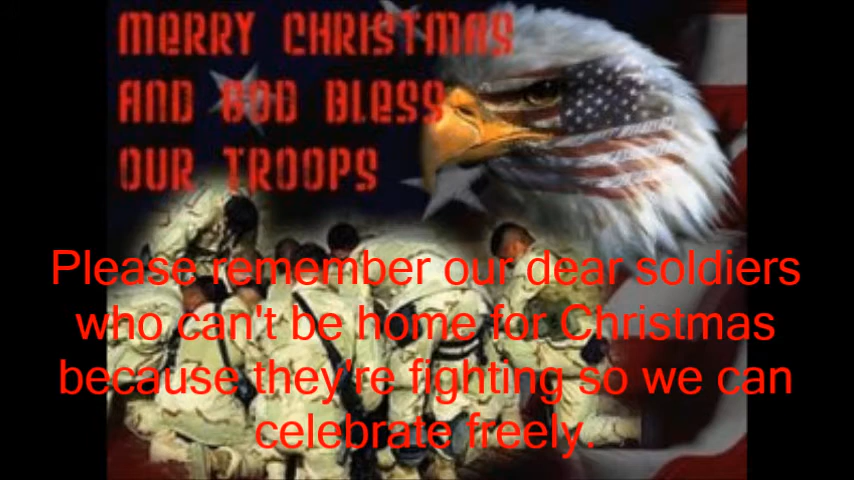 MeRRY CHRISTMAS
AND GOD BLeSS
OUR TROOPS
Please remember our dear soldiers
who can't be home for Christmas
because they're fighting so we can
celebrate freely.